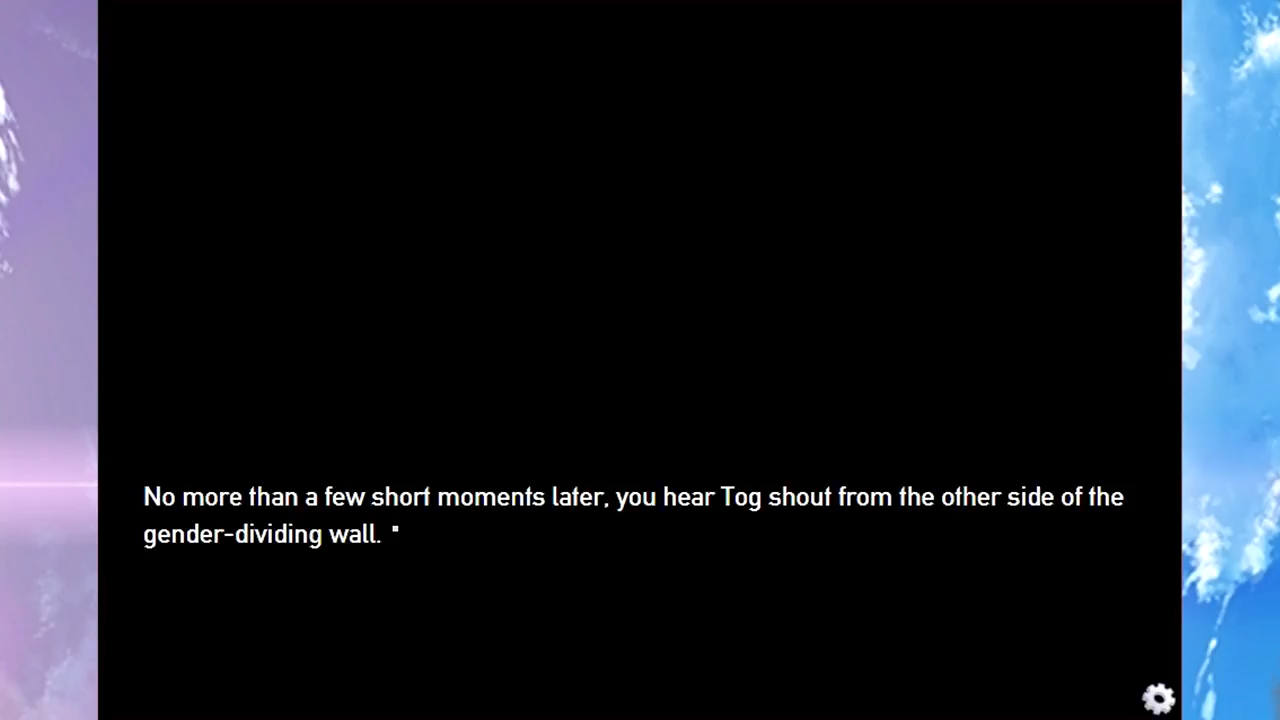 No more than a few short moments later, you hear Tog shout from the other side of the
gender-dividing wall.